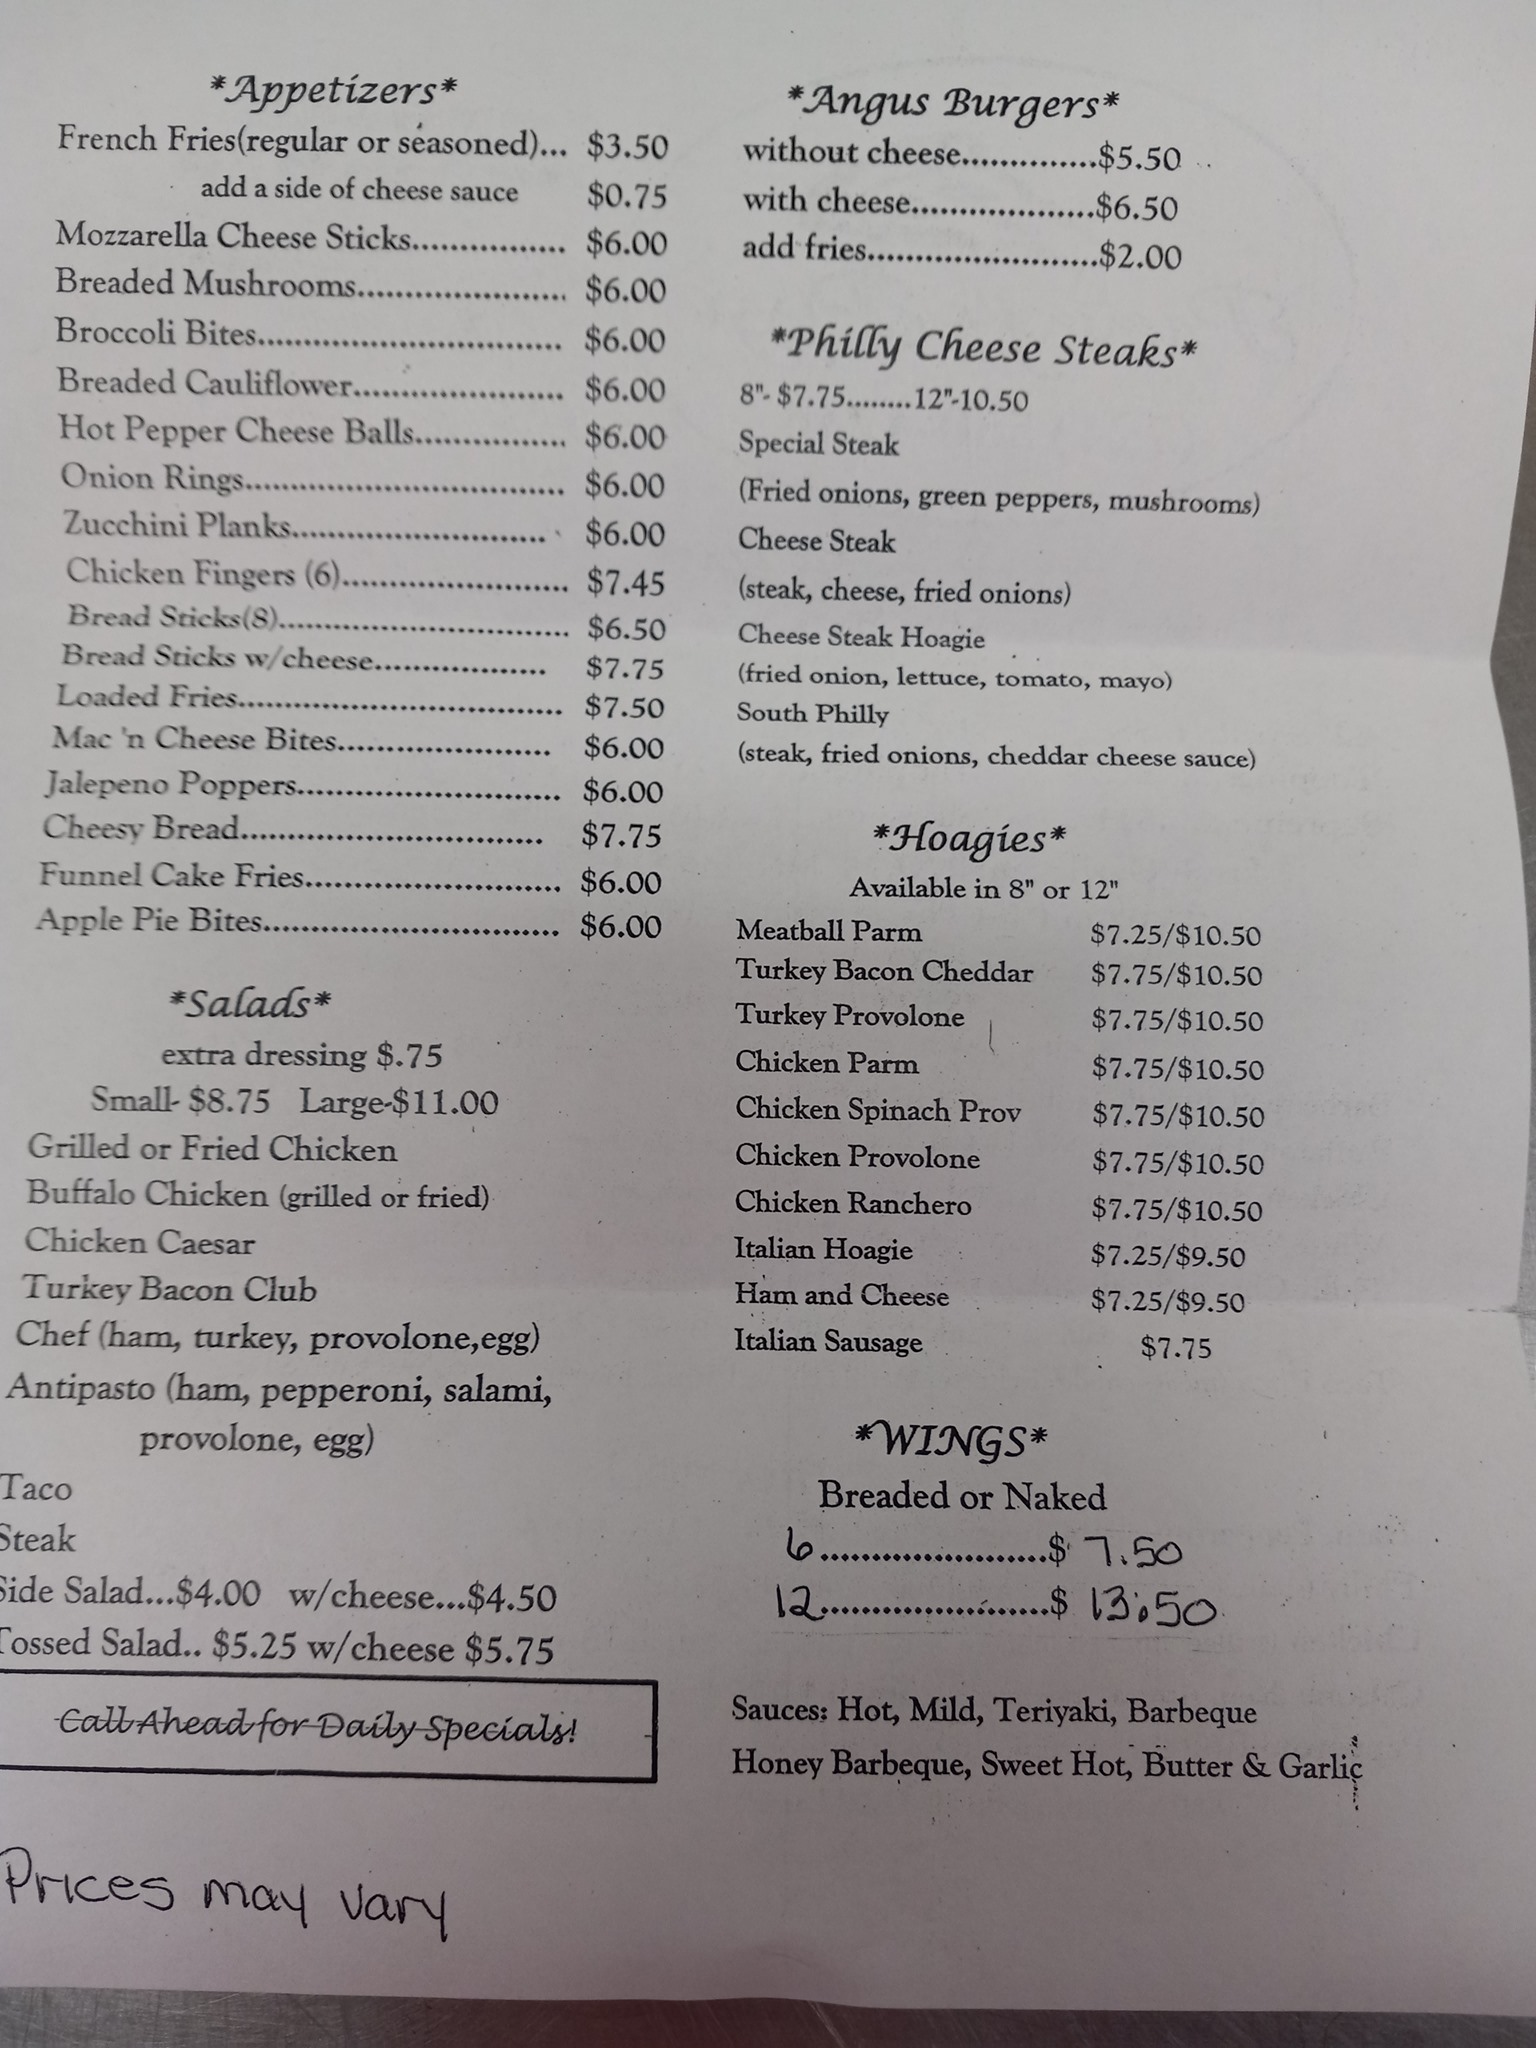 *Appetizers*
French Fries(regular or seasoned)... $3.50
add a side of cheese sauce $0.75
Mozzarella Cheese Sticks................ $6.00
Breaded Mushrooms...................... $6.00
Broccoli Bites................................ $6.00
Breaded Cauliflower...................... $6.00
Hot Pepper Cheese Balls................ $6.00
Onion Rings.................................. $6.00
Zucchini Planks........................... $6.00
Chicken Fingers (6)........................ $7.45
Bread Sticks(8)............................... $6.50
Bread Sticks w/cheese.................. $7.75
Loaded Fries.................................. $7.50
Mac 'n Cheese Bites...................... $6.00
Jalepeno Poppers............................ $6.00
Cheesy Bread................................ $7.75
Funnel Cake Fries........................... $6.00
Apple Pie Bites............................... $6.00
*Salads*
extra dressing $.75
Small- $8.75 Large-$11.00
Grilled or Fried Chicken
Buffalo Chicken (grilled or fried)
Chicken Caesar
Turkey Bacon Club
Chef (ham, turkey, provolone,egg)
Antipasto (ham, pepperoni, salami,
provolone, egg)
Taco
Steak
Side Salad...$4.00 w/cheese...$4.50
Tossed Salad.. $5.25 w/cheese $5.75
Call Ahead for Daily Specials!
Prices may vary
*Angus Burgers*
without cheese..............$5.50
with cheese...................$6.50
add fries........................$2.00
*Philly Cheese Steaks*
8"- $7.75........12"-10.50
Special Steak
(Fried onions, green peppers, mushrooms)
Cheese Steak
(steak, cheese, fried onions)
Cheese Steak Hoagie
(fried onion, lettuce, tomato, mayo)
South Philly
(steak, fried onions, cheddar cheese sauce)
*Hoagies*
Available in 8" or 12"
Meatball Parm $7.25/$10.50
Turkey Bacon Cheddar $7.75/$10.50
Turkey Provolone $7.75/$10.50
Chicken Parm $7.75/$10.50
Chicken Spinach Prov $7.75/$10.50
Chicken Provolone $7.75/$10.50
Chicken Ranchero $7.75/$10.50
Italian Hoagie $7.25/$9.50
Ham and Cheese $7.25/$9.50
Italian Sausage $7.75
*WINGS*
Breaded or Naked
6.......................$ 7.50
12.......................$ 13.50
Sauces: Hot, Mild, Teriyaki, Barbeque
Honey Barbeque, Sweet Hot, Butter & Garlic